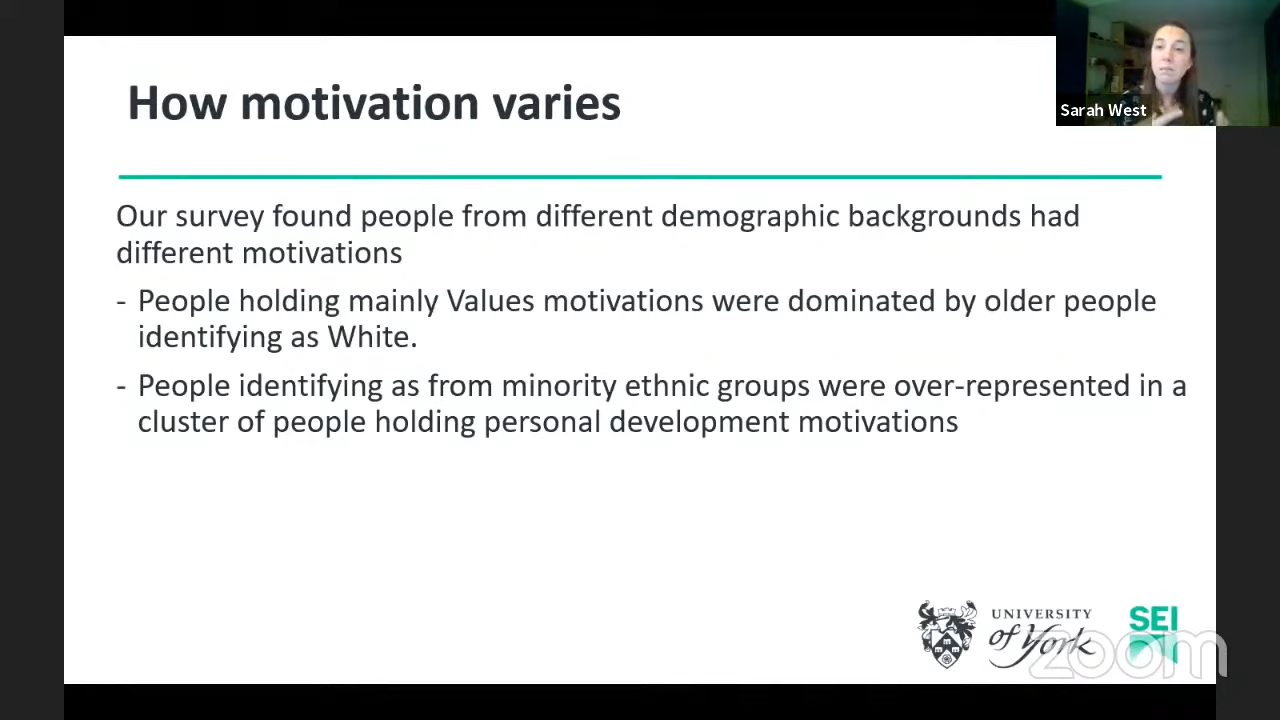 How motivation varies
Sarah West
Our survey found people from different demographic backgrounds had
different motivations
- People holding mainly Values motivations were dominated by older people
identifying as White.
- People identifying as from minority ethnic groups were over-represented in a
cluster of people holding personal development motivations
UNIVERSITY
of York
SEI
zoom